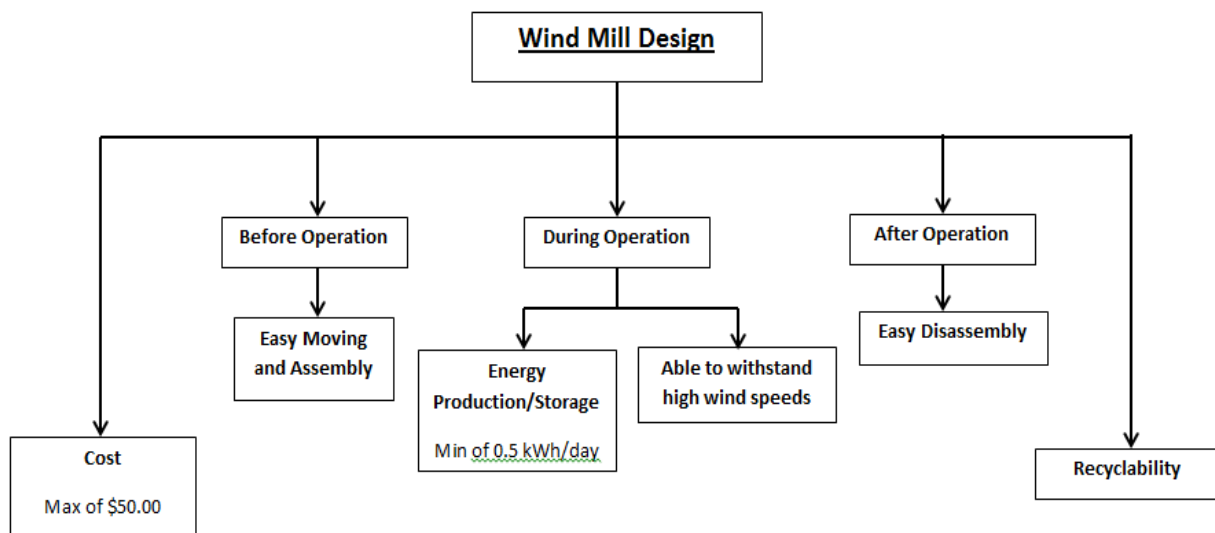 Wind Mill Design
Before Operation
During Operation
After Operation
Easy Moving
and Assembly
Energy
Production/Storage
Min of 0.5 kWh/day
Able to withstand
high wind speeds
Easy Disassembly
Cost
Max of $50.00
Recyclability